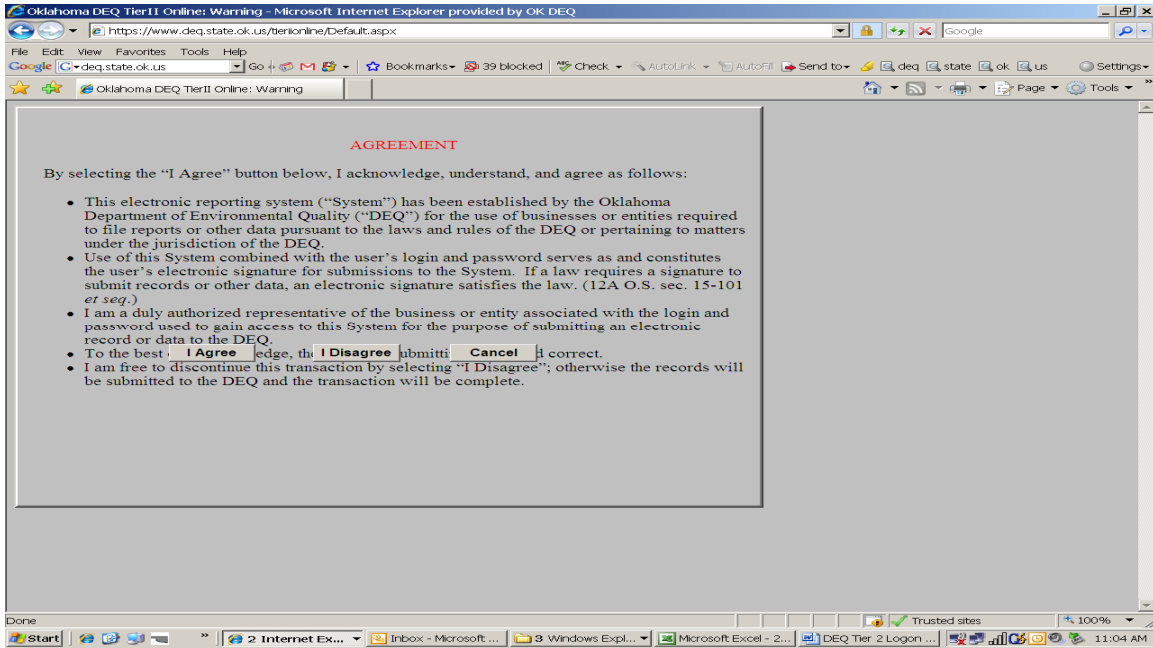 Oklahoma DEQ TierII Online: Warning - Microsoft Internet Explorer provided by OK DEQ
https://www.deq.state.ok.us/tieriionline/Default.aspx
Google
File Edit View Favorites Tools Help
Google deq.state.ok.us Go Bookmarks 39 blocked Check AutoLink AutoFill Send to deq state ok us Settings
Oklahoma DEQ TierII Online: Warning Page Tools
AGREEMENT
By selecting the “I Agree” button below, I acknowledge, understand, and agree as follows:
This electronic reporting system (“System”) has been established by the Oklahoma
Department of Environmental Quality (“DEQ”) for the use of businesses or entities required
to file reports or other data pursuant to the laws and rules of the DEQ or pertaining to matters
under the jurisdiction of the DEQ.
Use of this System combined with the user’s login and password serves as and constitutes
the user’s electronic signature for submissions to the System. If a law requires a signature to
submit records or other data, an electronic signature satisfies the law. (12A O.S. sec. 15-101
et seq.)
I am a duly authorized representative of the business or entity associated with the login and
password used to gain access to this System for the purpose of submitting an electronic
record or data to the DEQ.
To the best I Agree edge, th I Disagree ubmitti Cancel d correct.
I am free to discontinue this transaction by selecting “I Disagree”; otherwise the records will
be submitted to the DEQ and the transaction will be complete.
Done Trusted sites 100%
Start 2 Internet Ex... Inbox - Microsoft ... 3 Windows Expl... Microsoft Excel - 2... DEQ Tier 2 Logon ... 11:04 AM